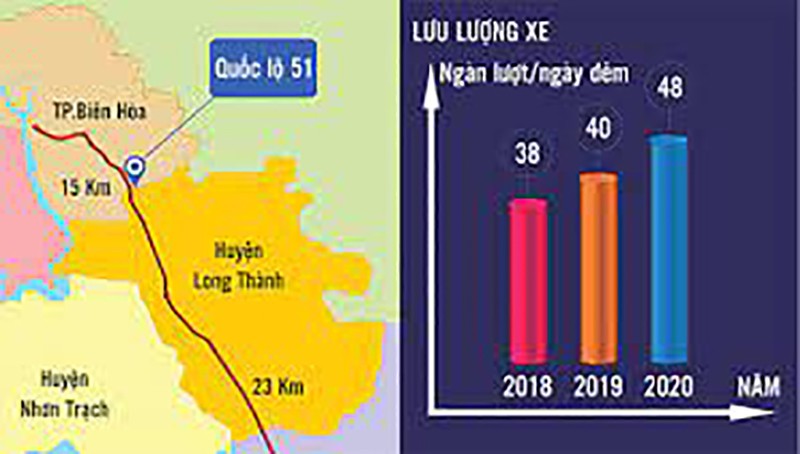 Quốc lộ 51
TP.Biên Hòa
15 Km
Huyện
Long Thành
23 Km
Huyện
Nhơn Trạch
LƯU LƯỢNG XE
Ngàn lượt/ngày đêm
38
40
48
2018
2019
2020
NĂM